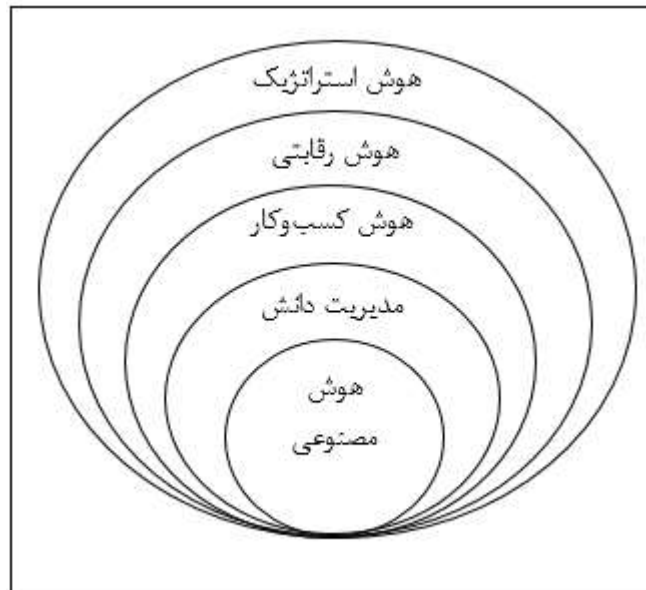 هوش استراتژیک
هوش رقابتی
هوش کسب‌وکار
مدیریت دانش
هوش
مصنوعی